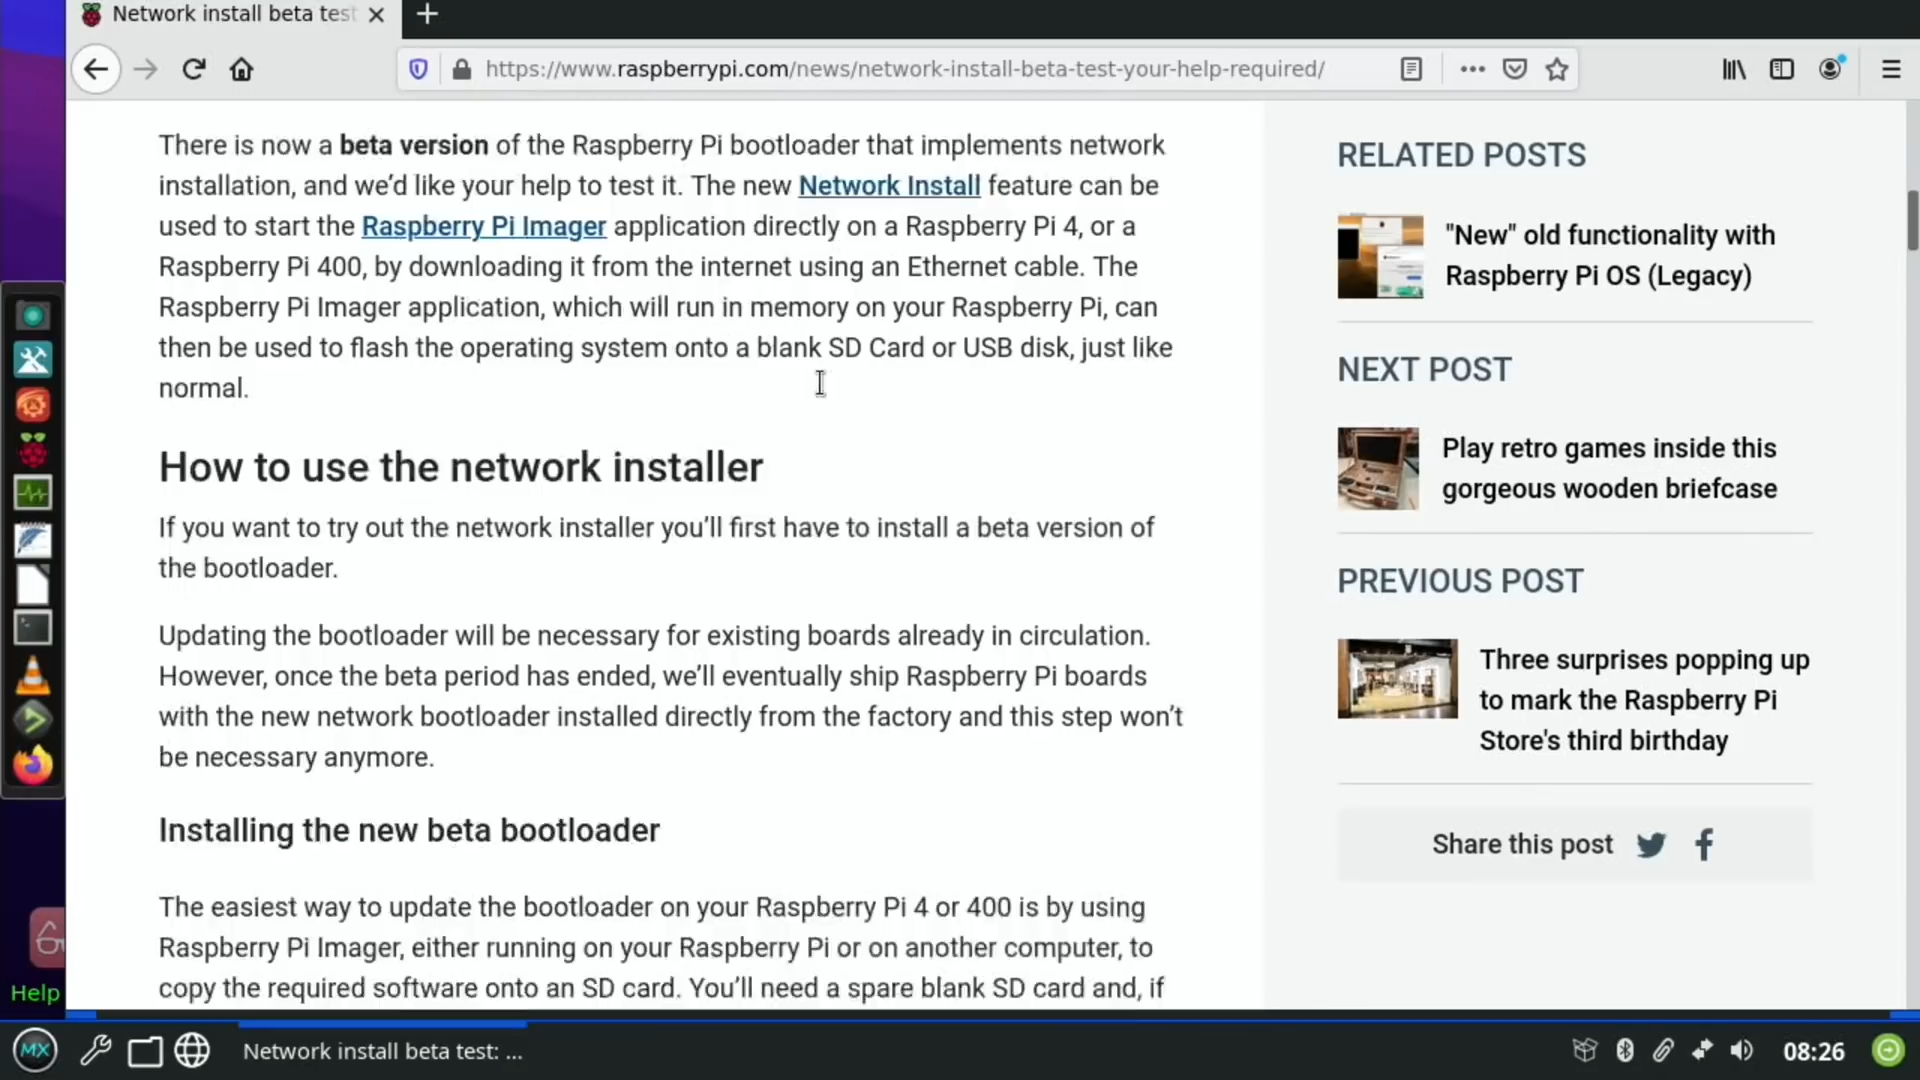 Network install beta test
https://www.raspberrypi.com/news/network-install-beta-test-your-help-required/
There is now a beta version of the Raspberry Pi bootloader that implements network
installation, and we’d like your help to test it. The new Network Install feature can be
used to start the Raspberry Pi Imager application directly on a Raspberry Pi 4, or a
Raspberry Pi 400, by downloading it from the internet using an Ethernet cable. The
Raspberry Pi Imager application, which will run in memory on your Raspberry Pi, can
then be used to flash the operating system onto a blank SD Card or USB disk, just like
normal.
How to use the network installer
If you want to try out the network installer you’ll first have to install a beta version of
the bootloader.
Updating the bootloader will be necessary for existing boards already in circulation.
However, once the beta period has ended, we’ll eventually ship Raspberry Pi boards
with the new network bootloader installed directly from the factory and this step won’t
be necessary anymore.
Installing the new beta bootloader
The easiest way to update the bootloader on your Raspberry Pi 4 or 400 is by using
Raspberry Pi Imager, either running on your Raspberry Pi or on another computer, to
copy the required software onto an SD card. You’ll need a spare blank SD card and, if
RELATED POSTS
"New" old functionality with
Raspberry Pi OS (Legacy)
NEXT POST
Play retro games inside this
gorgeous wooden briefcase
PREVIOUS POST
Three surprises popping up
to mark the Raspberry Pi
Store's third birthday
Share this post
Help
MX
Network install beta test: ...
08:26